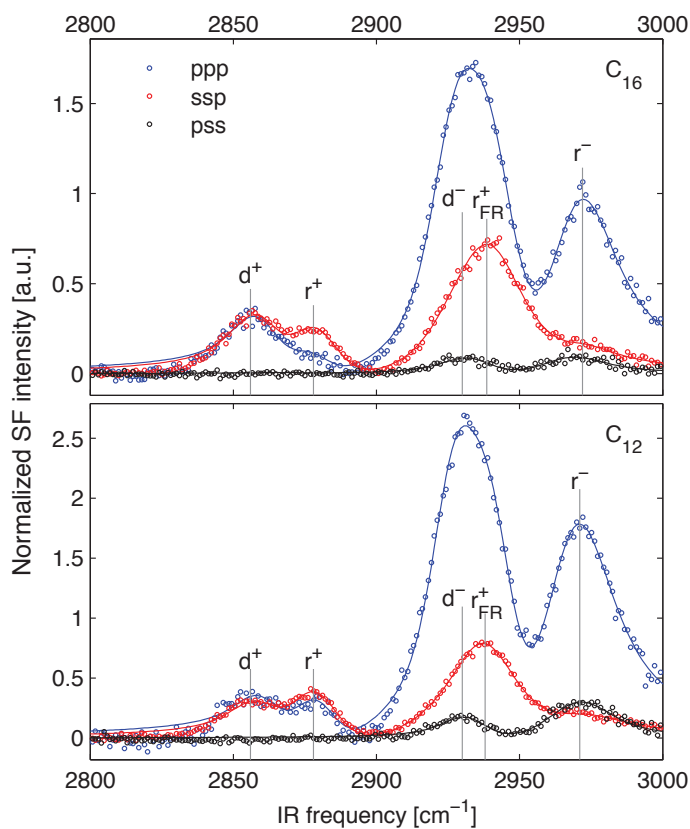 2800 2850 2900 2950 3000
ppp
ssp
pss
C₁₆
1.5
1
0.5
0
d⁺ r⁺ d⁻ r⁺FR r⁻
Normalized SF intensity [a.u.]
C₁₂
2.5
2
1.5
1
0.5
0
d⁺ r⁺ d⁻ r⁺FR r⁻
2800 2850 2900 2950 3000
IR frequency [cm⁻¹]